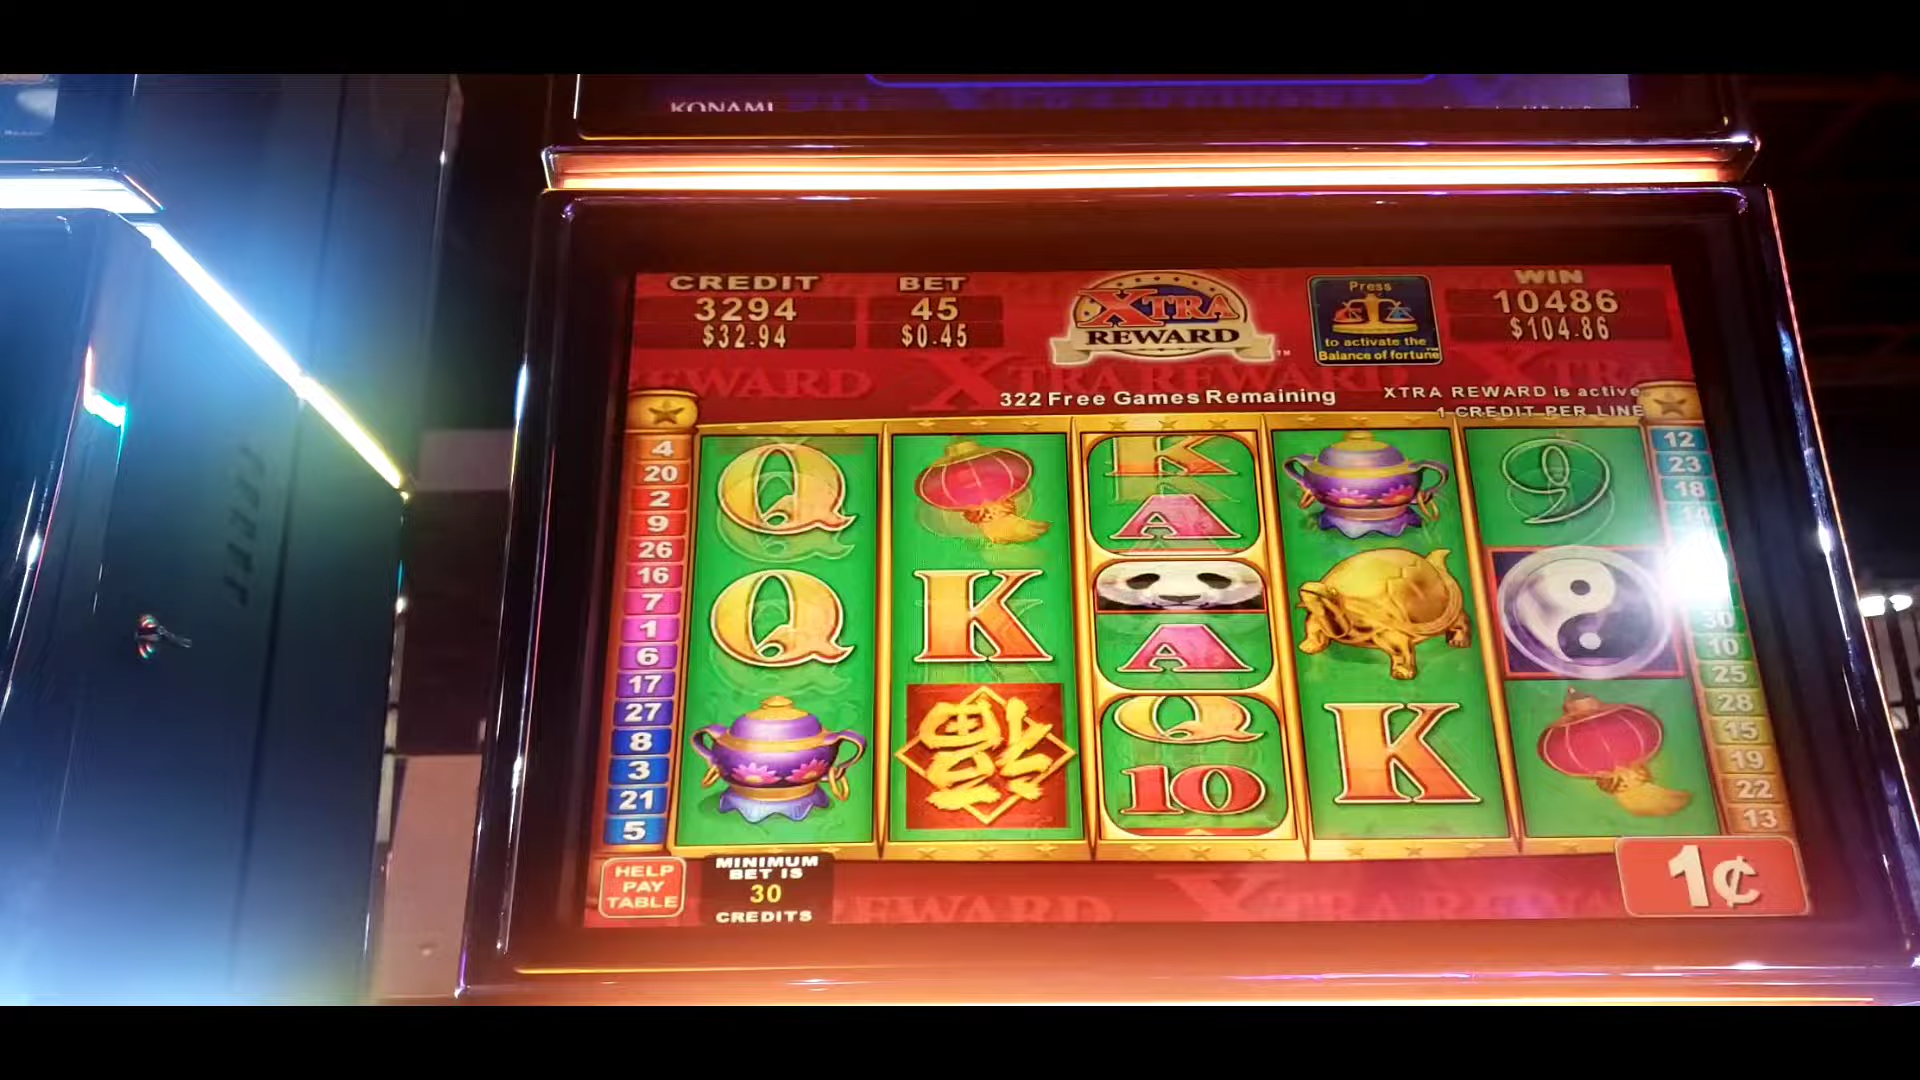 KONAMI
CREDIT
3294
$32.94
BET
45
$0.45
XTRA
REWARD
™
Press
to activate the
Balance of fortune
WIN
10486
$104.86
322 Free Games Remaining
XTRA REWARD is active
1 CREDIT PER LINE
4
20
2
9
26
16
7
1
6
17
27
8
3
21
5
Q
K
A
9
Q
K
A
福
Q
10
K
12
23
18
14
30
10
25
28
15
19
22
13
HELP
PAY
TABLE
MINIMUM
BET IS
30
CREDITS
1¢